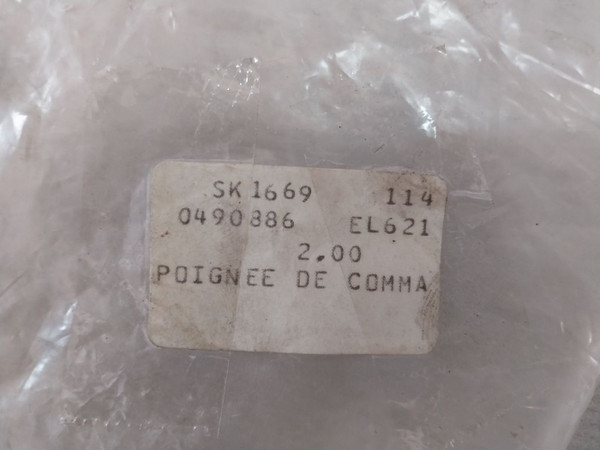 SK1669 114
0490886 EL621
2.00
POIGNEE DE COMMA